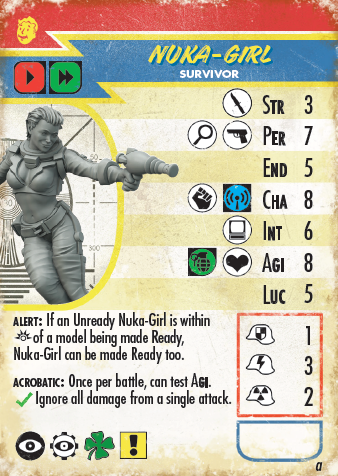 NUKA-GIRL
SURVIVOR
STR 3
PER 7
END 5
CHA 8
INT 6
AGI 8
LUC 5
ALERT: If an Unready Nuka-Girl is within
of a model being made Ready,
Nuka-Girl can be made Ready too.
ACROBATIC: Once per battle, can test AGI.
Ignore all damage from a single attack.
1
3
2
a